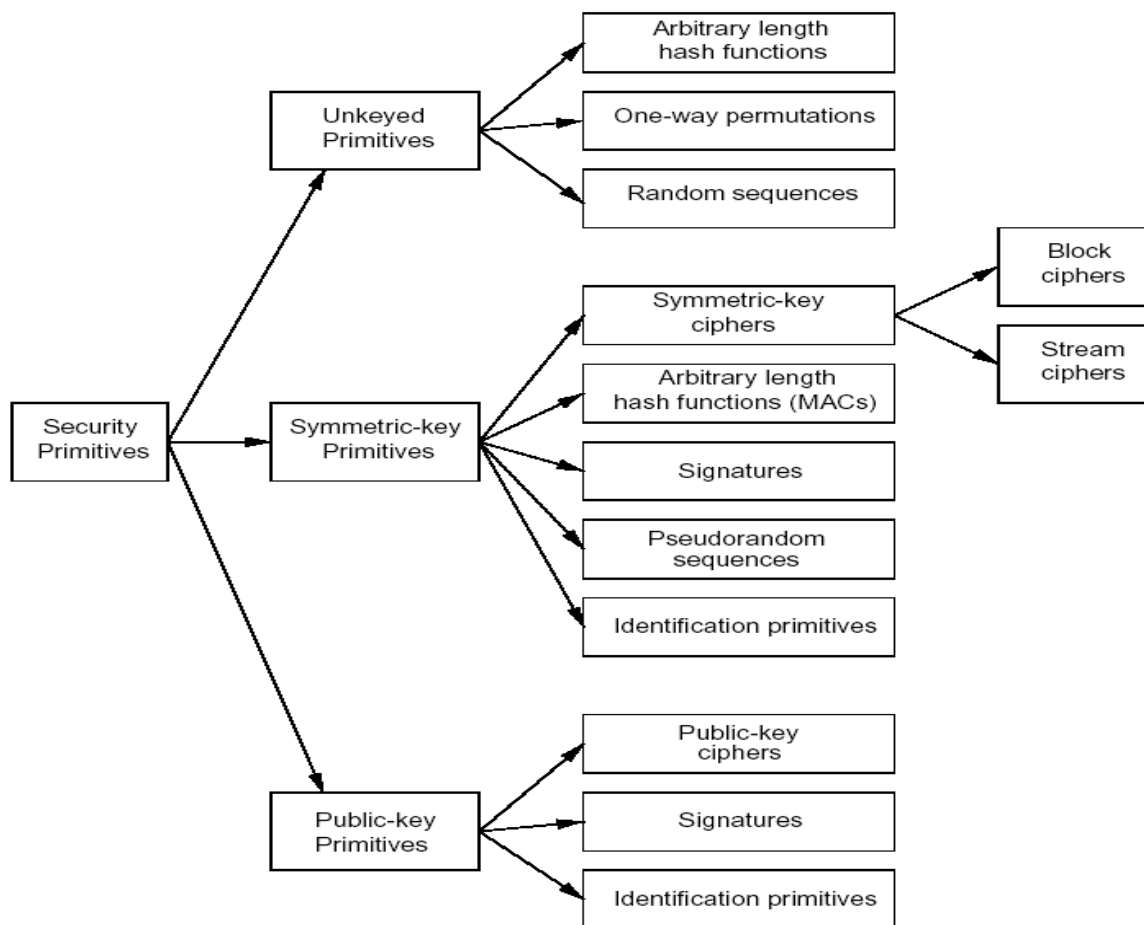 Arbitrary length
hash functions
Unkeyed
Primitives
One-way permutations
Random sequences
Block
ciphers
Symmetric-key
ciphers
Stream
ciphers
Arbitrary length
hash functions (MACs)
Security
Primitives
Symmetric-key
Primitives
Signatures
Pseudorandom
sequences
Identification primitives
Public-key
ciphers
Public-key
Primitives
Signatures
Identification primitives